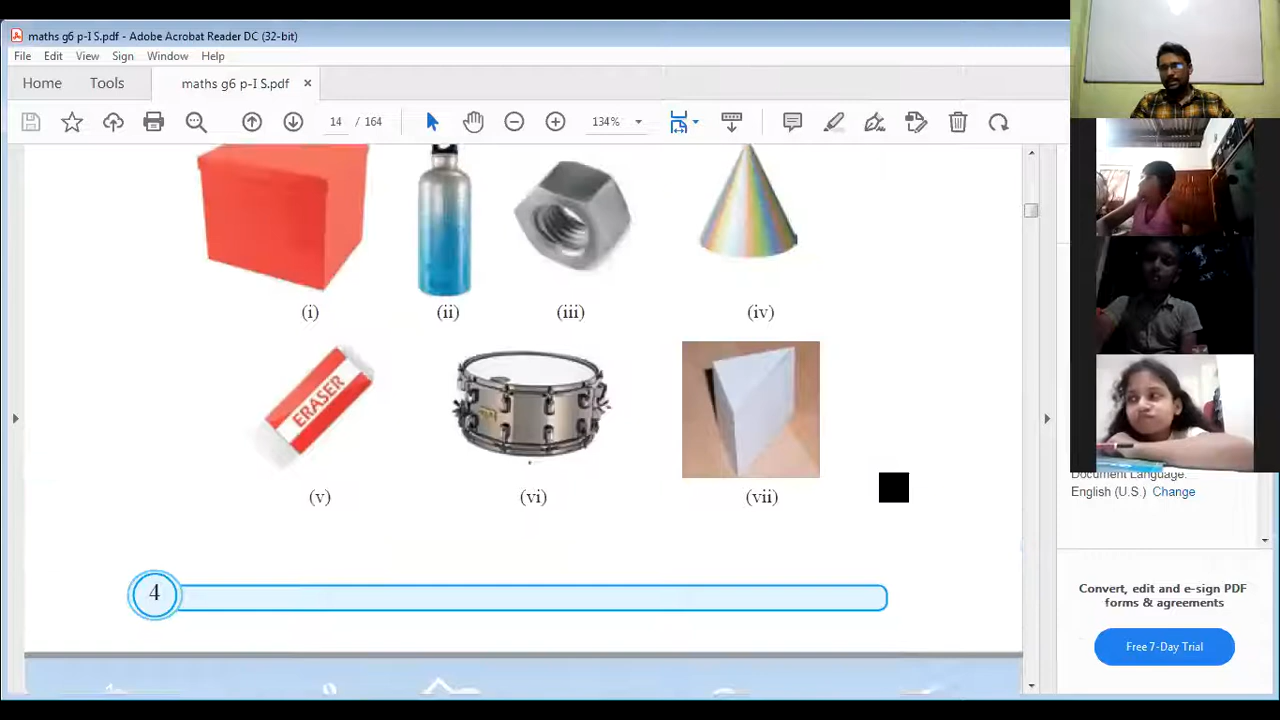 maths g6 p-I S.pdf - Adobe Acrobat Reader DC (32-bit)
File Edit View Sign Window Help
Home Tools maths g6 p-I S.pdf ×
14 / 164 134%
(i) (ii) (iii) (iv)
ERASER
(v) (vi) (vii)
4
Document Language:
English (U.S.) Change
Convert, edit and e-sign PDF
forms & agreements
Free 7-Day Trial